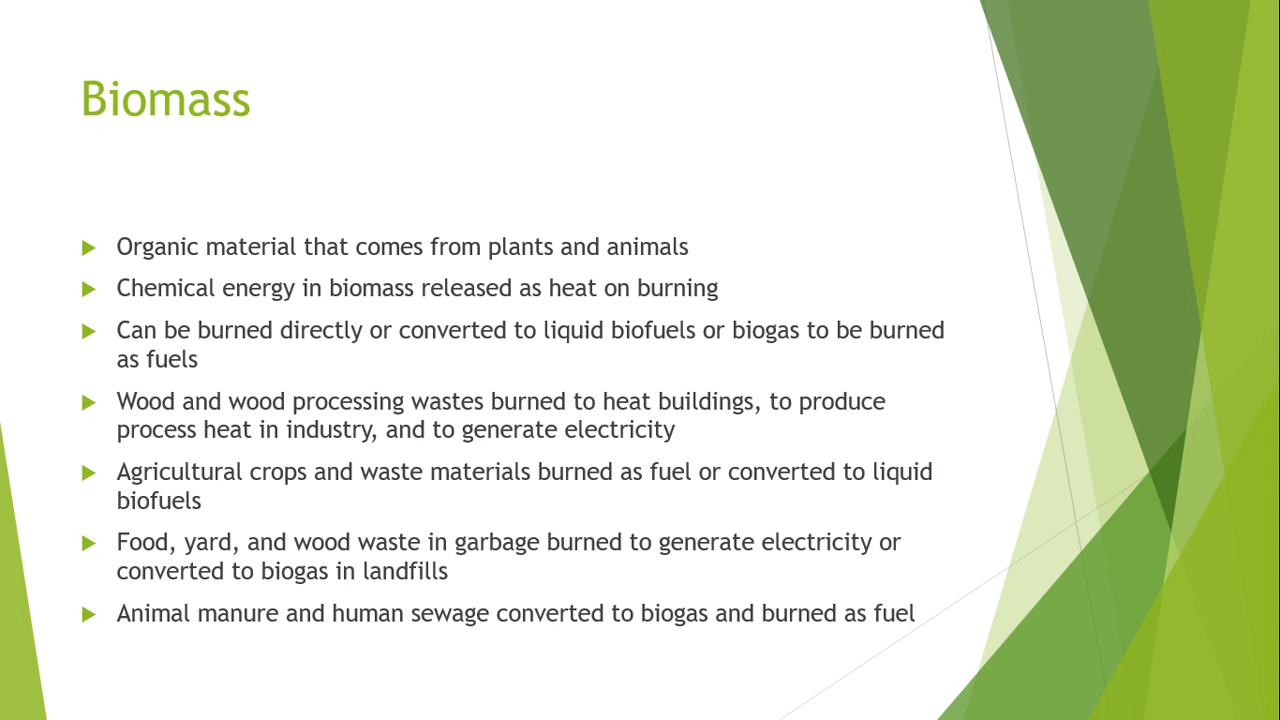 Biomass
Organic material that comes from plants and animals
Chemical energy in biomass released as heat on burning
Can be burned directly or converted to liquid biofuels or biogas to be burned
as fuels
Wood and wood processing wastes burned to heat buildings, to produce
process heat in industry, and to generate electricity
Agricultural crops and waste materials burned as fuel or converted to liquid
biofuels
Food, yard, and wood waste in garbage burned to generate electricity or
converted to biogas in landfills
Animal manure and human sewage converted to biogas and burned as fuel